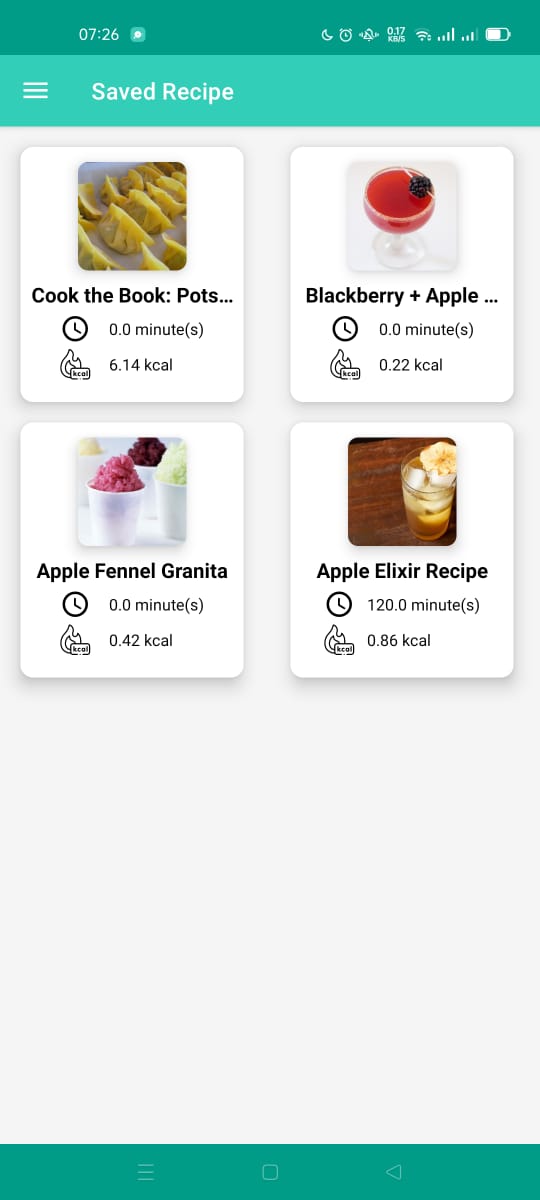 07:26
0.17
KB/S
Saved Recipe
Cook the Book: Pots...
0.0 minute(s)
kcal
6.14 kcal
Blackberry + Apple ...
0.0 minute(s)
kcal
0.22 kcal
Apple Fennel Granita
0.0 minute(s)
kcal
0.42 kcal
Apple Elixir Recipe
120.0 minute(s)
kcal
0.86 kcal